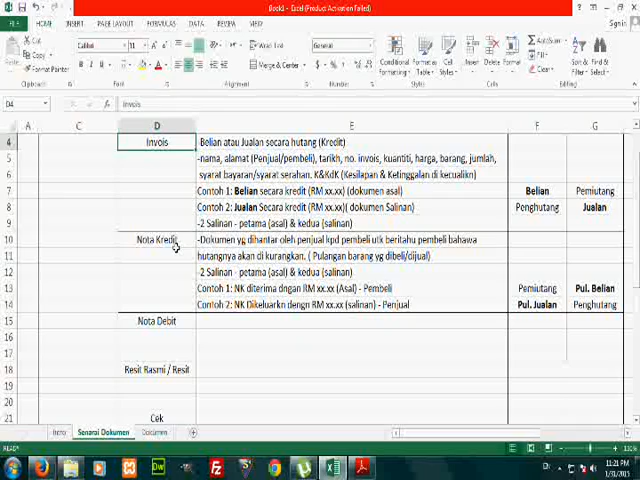 Book1 - Excel (Product Activation Failed)
FILE HOME INSERT PAGE LAYOUT FORMULAS DATA REVIEW VIEW Sign in
Cut
Copy
Format Painter
Calibri 11
Wrap Text
Merge & Center
General
Conditional Formatting
Format as Table
Cell Styles
Insert Delete Format
AutoSum
Fill
Clear
Sort & Filter
Find & Select
Clipboard Font Alignment Number Styles Cells Editing
D4 Invois
A C D E F G
4 Invois Belian atau Jualan secara hutang (Kredit)
5 -nama, alamat (Penjual/pembeli), tarikh, no. invois, kuantiti, harga, barang, jumlah,
6 syarat bayaran/syarat serahan. K&KdK (Kesilapan & Ketinggalan di kecualikn)
7 Contoh 1: Belian secara kredit (RM xx.xx) (dokumen asal) Belian Pemiutang
8 Contoh 2: Jualan Secara kredit (RM xx.xx)( dokumen Salinan) Penghutang Jualan
9 -2 Salinan - petama (asal) & kedua (salinan)
10 Nota Kredit -Dokumen yg dihantar oleh penjual kpd pembeli utk beritahu pembeli bahawa
11 hutangnya akan di kurangkan. ( Pulangan barang yg dibeli/dijual)
12 -2 Salinan - petama (asal) & kedua (salinan)
13 Contoh 1: NK diterima dngan RM xx.xx (Asal) - Pembeli Pemiutang Pul. Belian
14 Contoh 2: NK Dikeluarkn dengn RM xx.xx (salinan) - Penjual Pul. Jualan Penghutang
15 Nota Debit
16
17
18 Resit Rasmi / Resit
19
20
21 Cek
Intro Senarai Dokumen Documen
READY 130%
EN 11:21 PM
1/31/2015